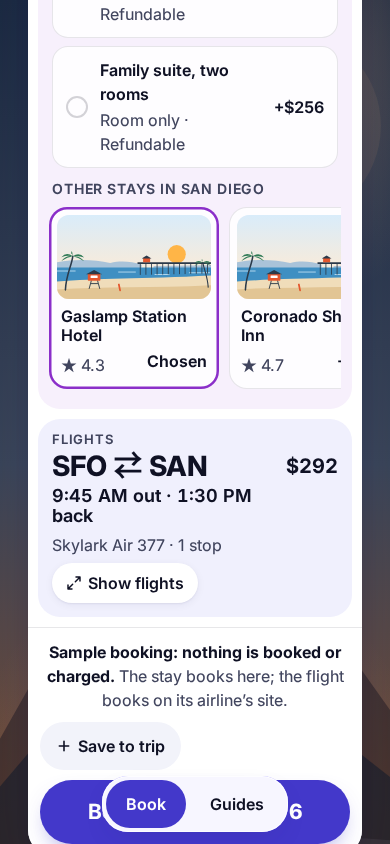 Refundable
Family suite, two
rooms
Room only ·
Refundable
+$256
OTHER STAYS IN SAN DIEGO
Gaslamp Station
Hotel
★ 4.3
Chosen
Coronado
Inn
★ 4.7
FLIGHTS
SFO ⇄ SAN
$292
9:45 AM out · 1:30 PM
back
Skylark Air 377 · 1 stop
Show flights
Sample booking: nothing is booked or
charged. The stay books here; the flight
books on its airline’s site.
+ Save to trip
Book
Guides